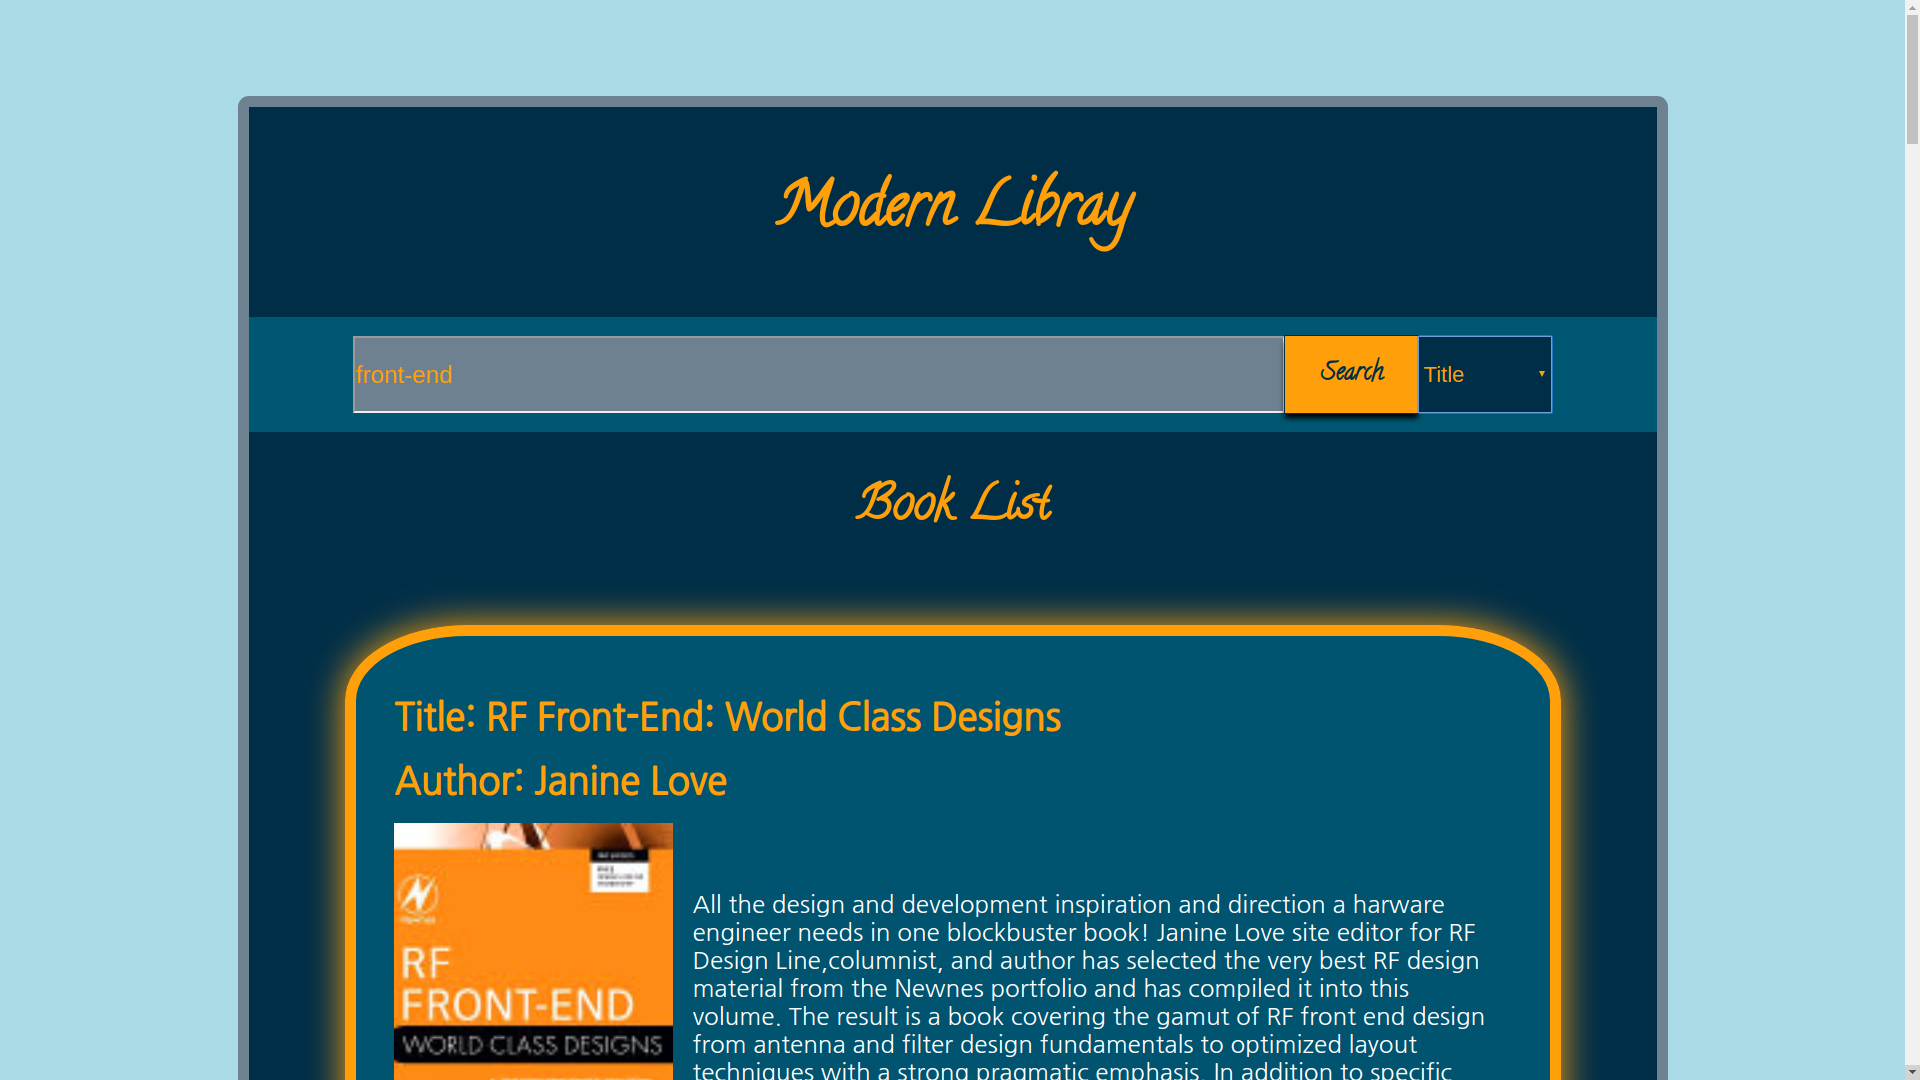 Modern Libray
front-end
Search
Title
Book List
Title: RF Front-End: World Class Designs
Author: Janine Love
RF
FRONT-END
WORLD CLASS DESIGNS
All the design and development inspiration and direction a harware
engineer needs in one blockbuster book! Janine Love site editor for RF
Design Line,columnist, and author has selected the very best RF design
material from the Newnes portfolio and has compiled it into this
volume. The result is a book covering the gamut of RF front end design
from antenna and filter design fundamentals to optimized layout
techniques with a strong pragmatic emphasis. In addition to specific